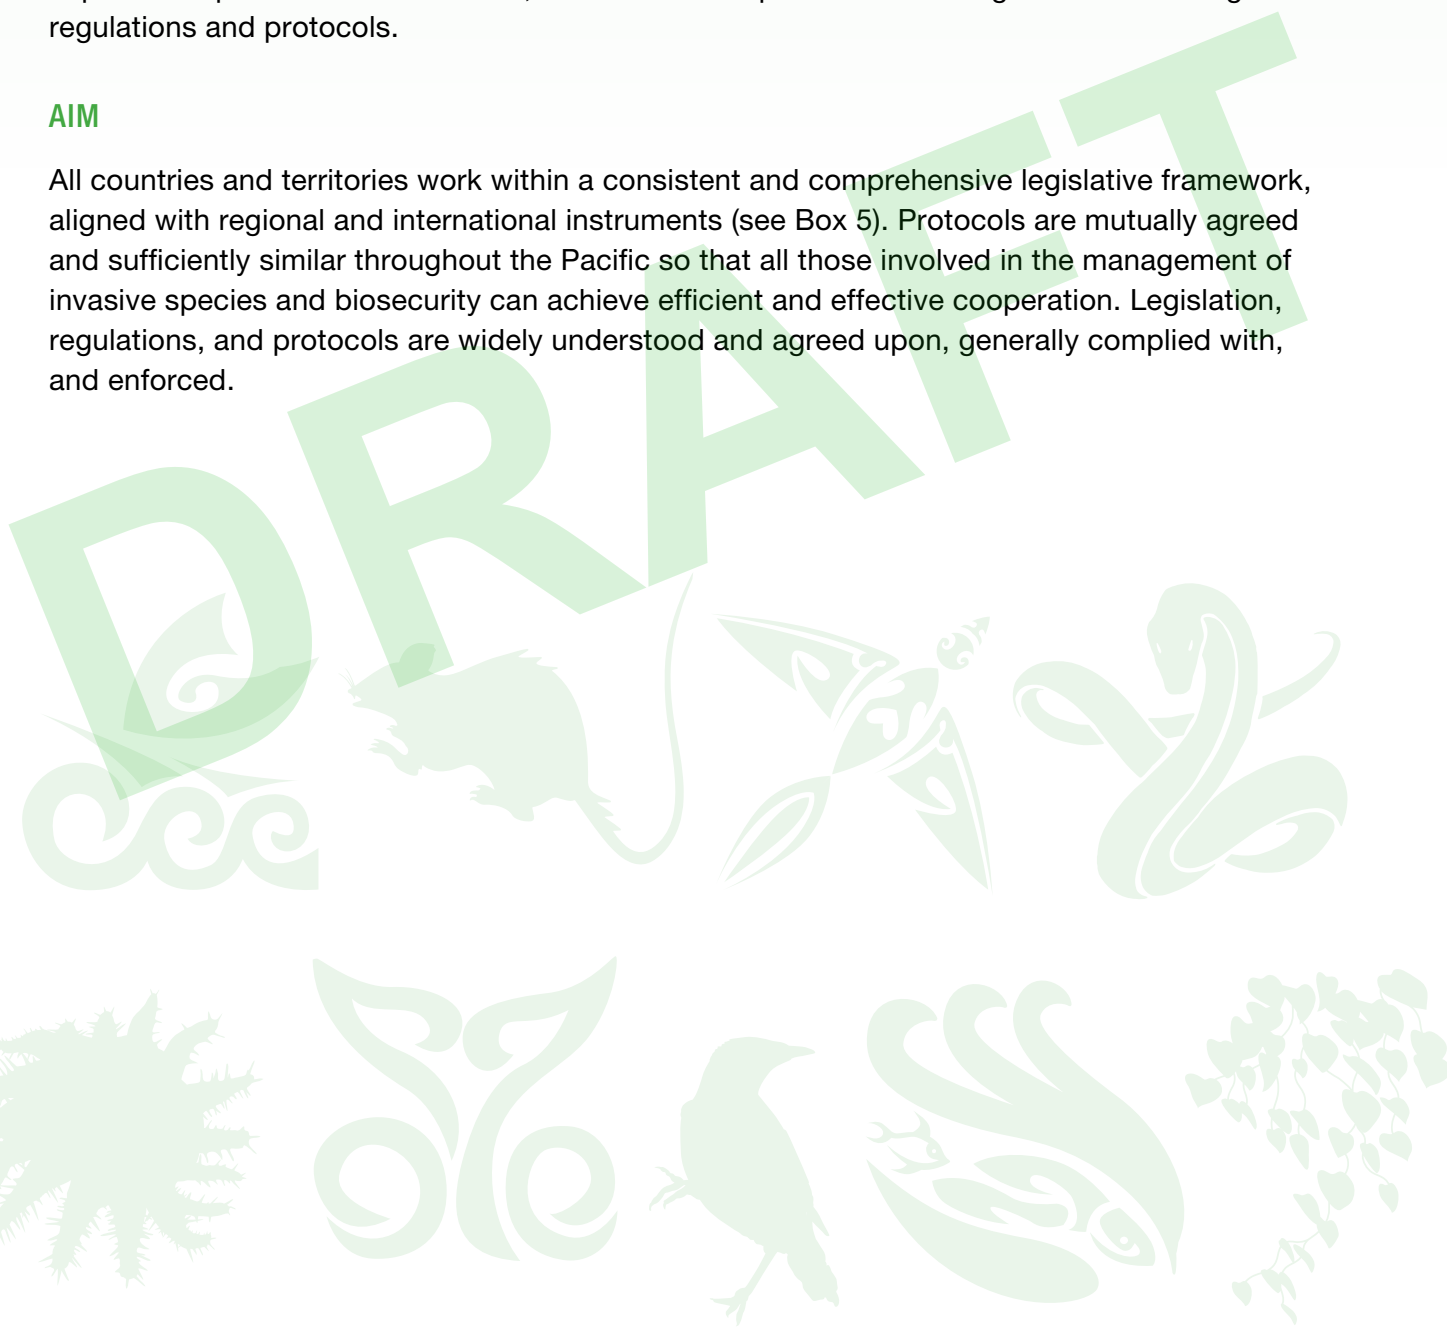 regulations and protocols.
AIM
All countries and territories work within a consistent and comprehensive legislative framework,
aligned with regional and international instruments (see Box 5). Protocols are mutually agreed
and sufficiently similar throughout the Pacific so that all those involved in the management of
invasive species and biosecurity can achieve efficient and effective cooperation. Legislation,
regulations, and protocols are widely understood and agreed upon, generally complied with,
and enforced.
DRAFT